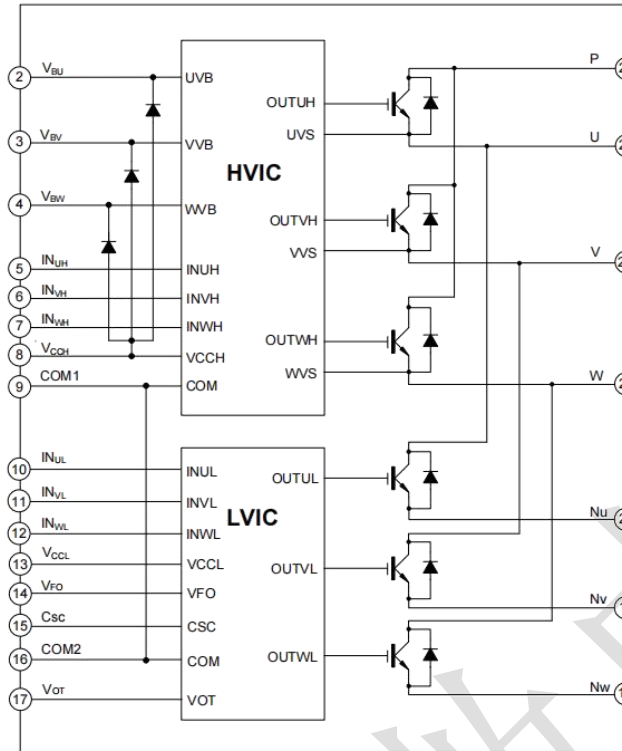 2 VBU UVB P
OUTUH
UVS
3 VBV VVB U
HVIC
4 VBW WVB OUTVH
5 INUH INUH VVS V
6 INVH INVH
7 INWH INWH OUTWH
8 VCCH VCCH WVS
9 COM1 COM W
10 INUL INUL OUTUL
11 INVL INVL LVIC Nu
12 INWL INWL
13 VCCL VCCL OUTVL
14 VFO VFO Nv
15 CSC CSC
16 COM2 COM OUTWL
17 VOT VOT Nw